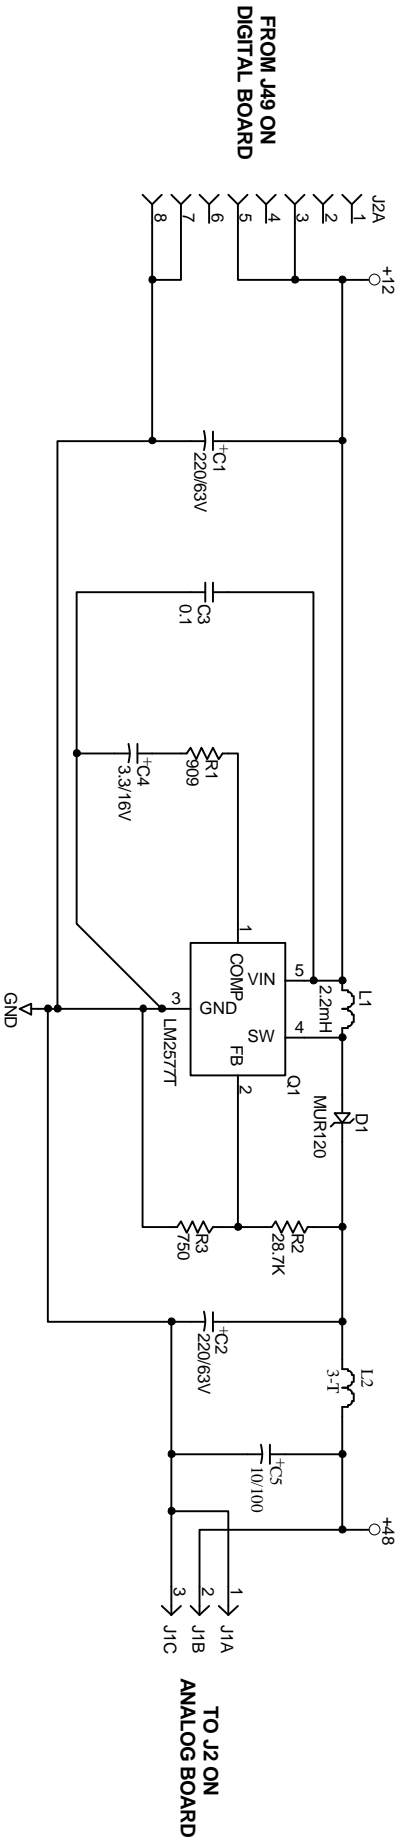 FROM J49 ON
DIGITAL BOARD
J2A
1
2
3
4
5
6
7
8
+12
+C1
220/63V
C3
0.1
R1
909
+C4
3.3/16V
1
COMP
VIN
5
GND
3
SW
4
FB
2
LM2577T
Q1
L1
2.2mH
GND
D1
MUR120
R2
28.7K
R3
750
+C2
220/63V
L2
3-T
+C5
10/100
+48
1
2
3
J1A
J1B
J1C
TO J2 ON
ANALOG BOARD